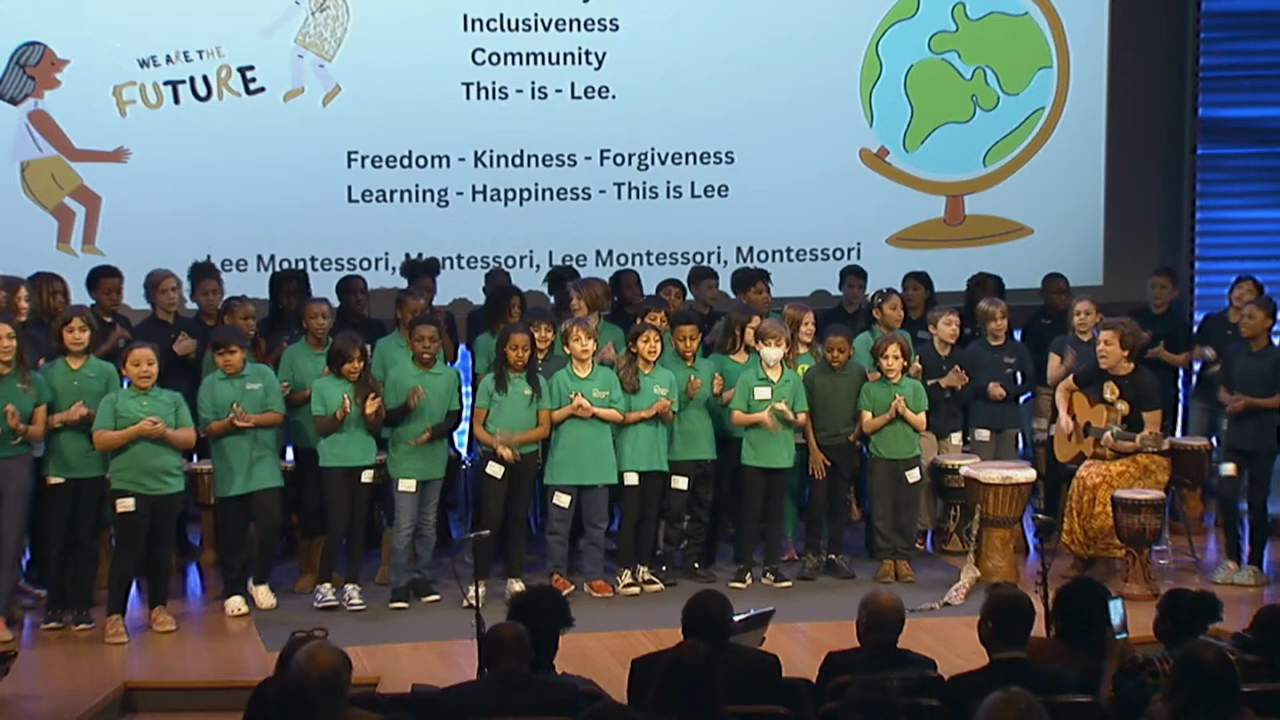 Inclusiveness
Community
This - is - Lee.
WE ARE THE
FUTURE
Freedom - Kindness - Forgiveness
Learning - Happiness - This is Lee
Lee Montessori, Montessori, Lee Montessori, Montessori